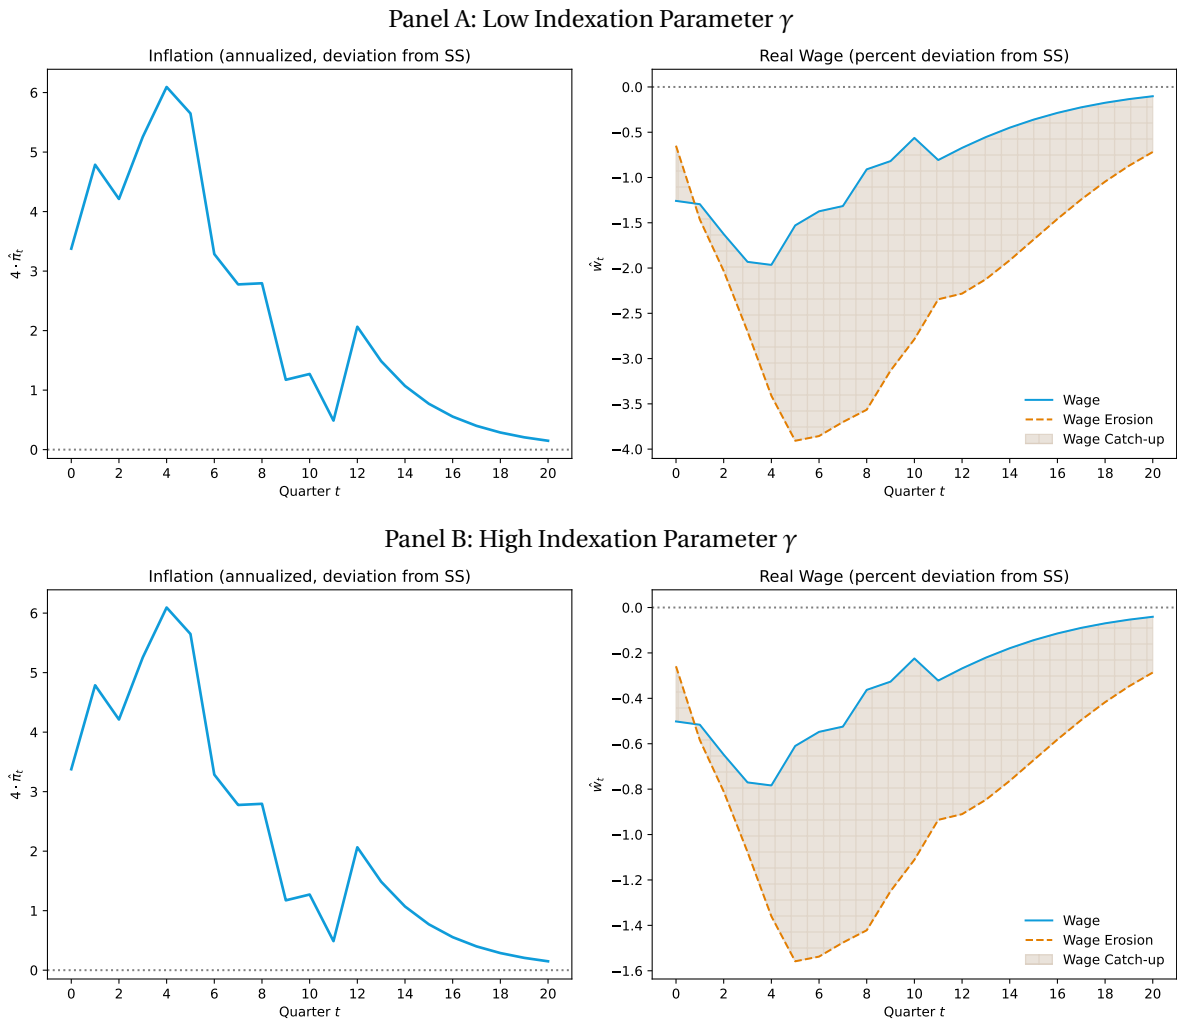 Panel A: Low Indexation Parameter γ
Inflation (annualized, deviation from SS)
6
5
4
3
2
1
0
4 · π̂ₜ
0 2 4 6 8 10 12 14 16 18 20
Quarter t
Real Wage (percent deviation from SS)
0.0
−0.5
−1.0
−1.5
−2.0
−2.5
−3.0
−3.5
−4.0
ŵₜ
Wage
Wage Erosion
Wage Catch-up
0 2 4 6 8 10 12 14 16 18 20
Quarter t
Panel B: High Indexation Parameter γ
Inflation (annualized, deviation from SS)
6
5
4
3
2
1
0
4 · π̂ₜ
0 2 4 6 8 10 12 14 16 18 20
Quarter t
Real Wage (percent deviation from SS)
0.0
−0.2
−0.4
−0.6
−0.8
−1.0
−1.2
−1.4
−1.6
ŵₜ
Wage
Wage Erosion
Wage Catch-up
0 2 4 6 8 10 12 14 16 18 20
Quarter t